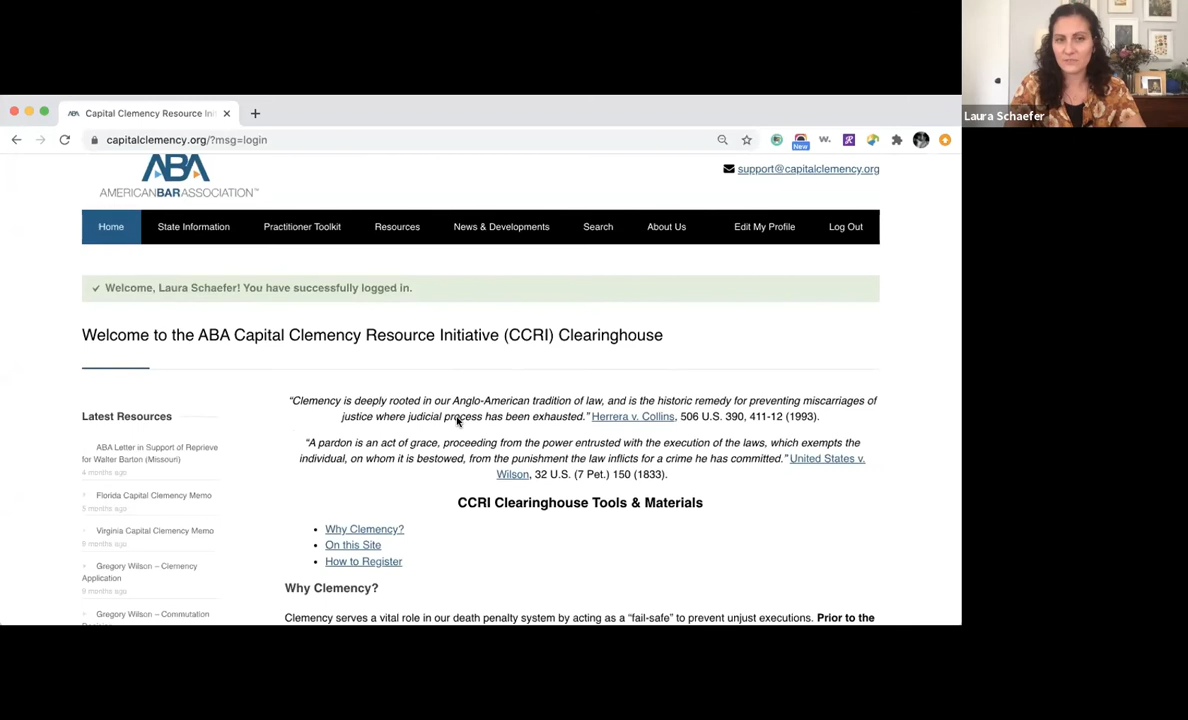 Capital Clemency Resource In
capitalclemency.org/?msg=login
New
Laura Schaefer
ABA
AMERICANBARASSOCIATION™
support@capitalclemency.org
Home State Information Practitioner Toolkit Resources News & Developments Search About Us Edit My Profile Log Out
✓ Welcome, Laura Schaefer! You have successfully logged in.
Welcome to the ABA Capital Clemency Resource Initiative (CCRI) Clearinghouse
Latest Resources
ABA Letter in Support of Reprieve
for Walter Barton (Missouri)
4 months ago
Florida Capital Clemency Memo
5 months ago
Virginia Capital Clemency Memo
months ago
Gregory Wilson – Clemency
Application
months ago
Gregory Wilson – Commutation
“Clemency is deeply rooted in our Anglo-American tradition of law, and is the historic remedy for preventing miscarriages of
justice where judicial process has been exhausted.” Herrera v. Collins, 506 U.S. 390, 411-12 (1993).
“A pardon is an act of grace, proceeding from the power entrusted with the execution of the laws, which exempts the
individual, on whom it is bestowed, from the punishment the law inflicts for a crime he has committed.” United States v.
Wilson, 32 U.S. (7 Pet.) 150 (1833).
CCRI Clearinghouse Tools & Materials
• Why Clemency?
• On this Site
• How to Register
Why Clemency?
Clemency serves a vital role in our death penalty system by acting as a “fail-safe” to prevent unjust executions. Prior to the